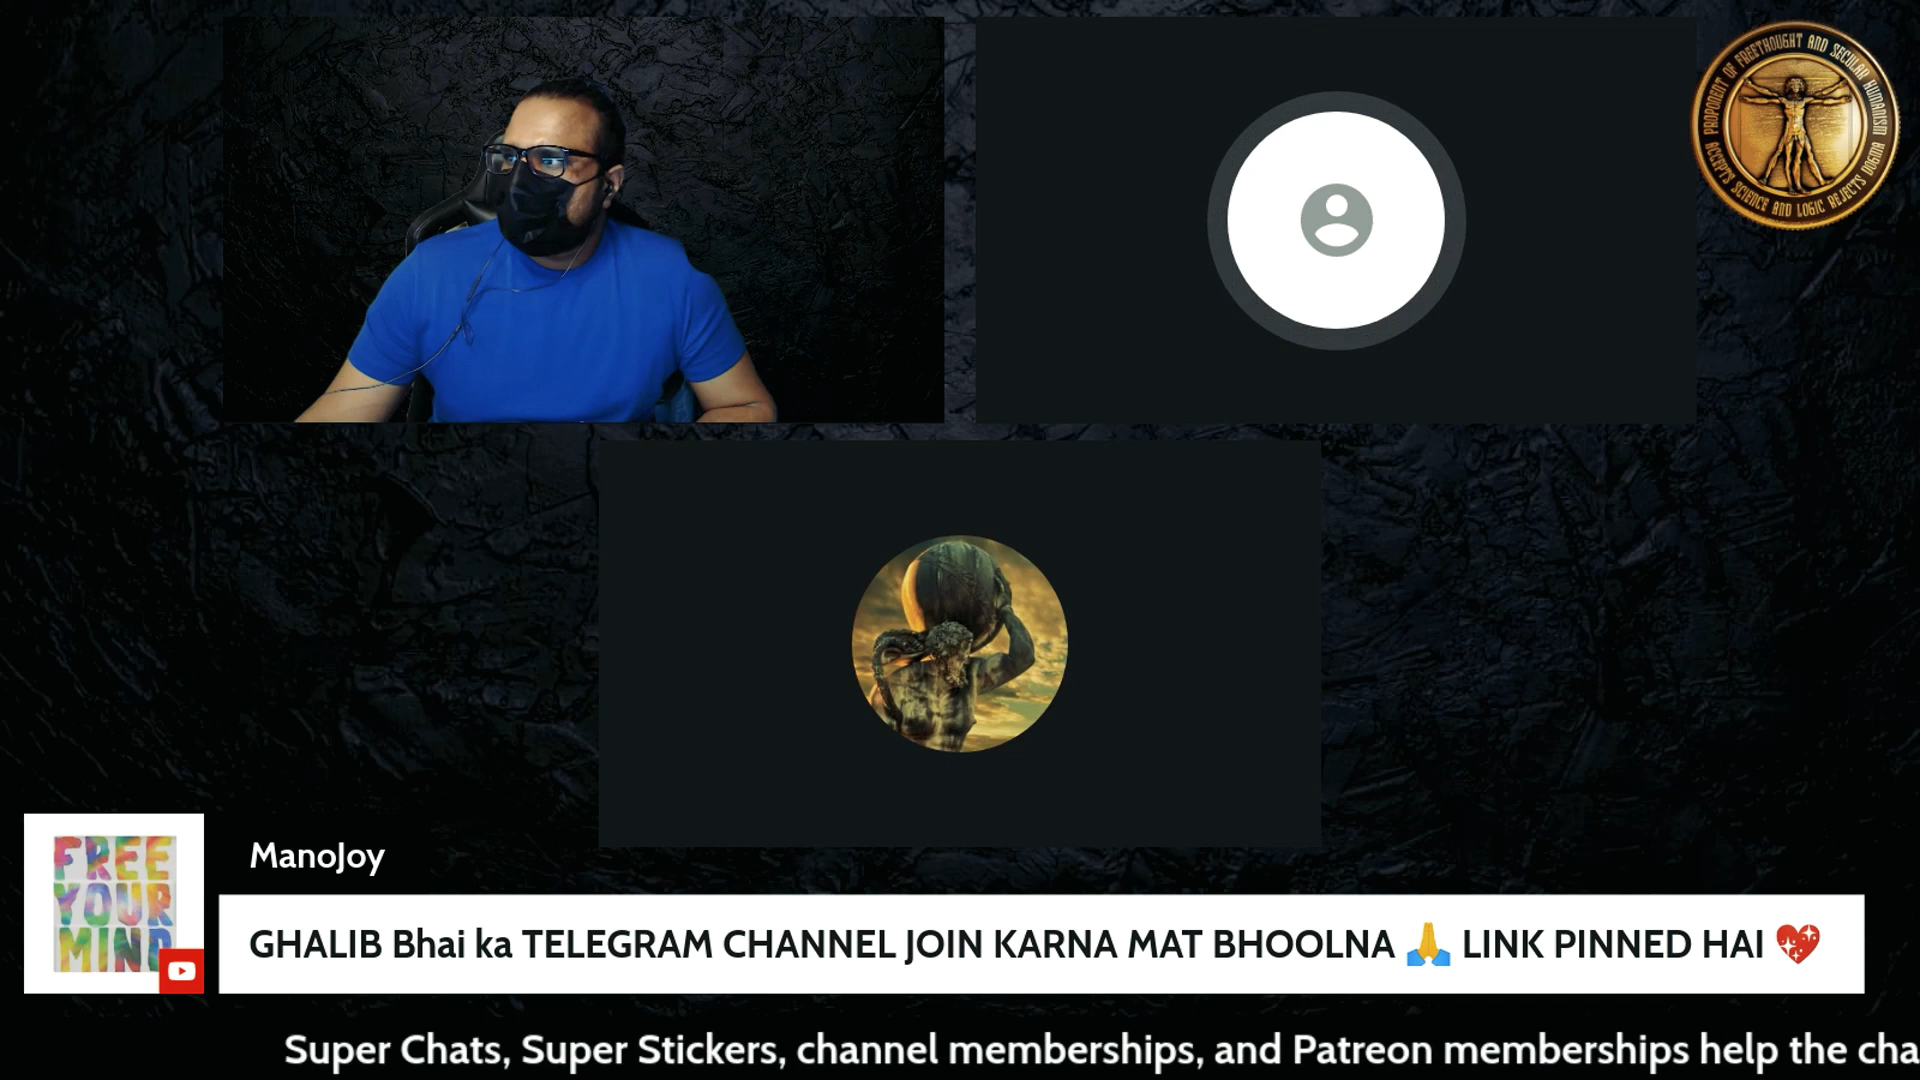 PROPONENT OF FREETHOUGHT AND SECULAR HUMANISM
ACCEPTS SCIENCE AND LOGIC REJECTS DOGMA
FREE
YOUR
MIND
ManoJoy
GHALIB Bhai ka TELEGRAM CHANNEL JOIN KARNA MAT BHOOLNA 🙏 LINK PINNED HAI 💖
Super Chats, Super Stickers, channel memberships, and Patreon memberships help the cha